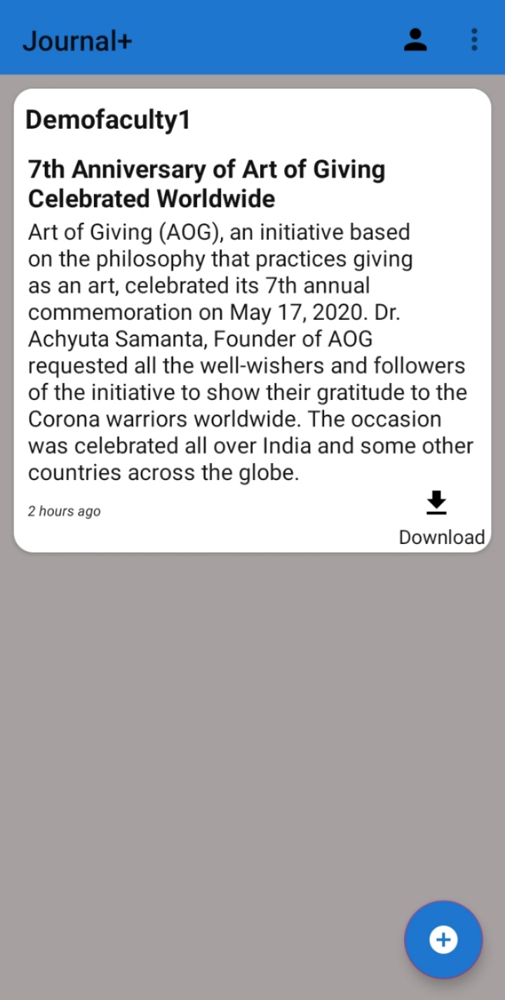 Journal+
Demofaculty1
7th Anniversary of Art of Giving
Celebrated Worldwide
Art of Giving (AOG), an initiative based
on the philosophy that practices giving
as an art, celebrated its 7th annual
commemoration on May 17, 2020. Dr.
Achyuta Samanta, Founder of AOG
requested all the well-wishers and followers
of the initiative to show their gratitude to the
Corona warriors worldwide. The occasion
was celebrated all over India and some other
countries across the globe.
2 hours ago
Download